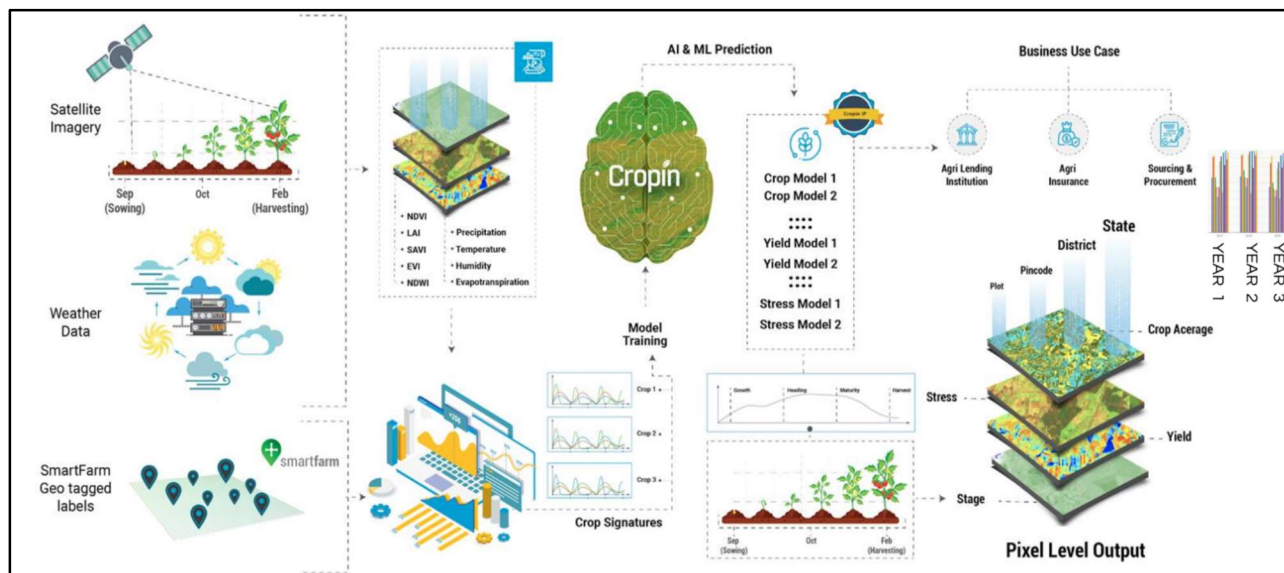 Satellite
Imagery
Sep
(Sowing)
Oct
Feb
(Harvesting)
Weather
Data
smartfarm
SmartFarm
Geo tagged
labels
• NDVI
• LAI
• SAVI
• EVI
• NDWI
• Precipitation
• Temperature
• Humidity
• Evapotranspiration
Crop 1
Crop 2
Crop 3
Crop Signatures
Model
Training
Cropin
AI & ML Prediction
Cropin IP
Crop Model 1
Crop Model 2
Yield Model 1
Yield Model 2
Stress Model 1
Stress Model 2
Growth
Heading
Maturity
Harvest
Sep
(Sowing)
Oct
Feb
(Harvesting)
Business Use Case
Agri Lending
Institution
Agri
Insurance
Sourcing &
Procurement
YEAR 1
YEAR 2
YEAR 3
Plot
Pincode
District
State
Crop Acerage
Stress
Yield
Stage
Pixel Level Output